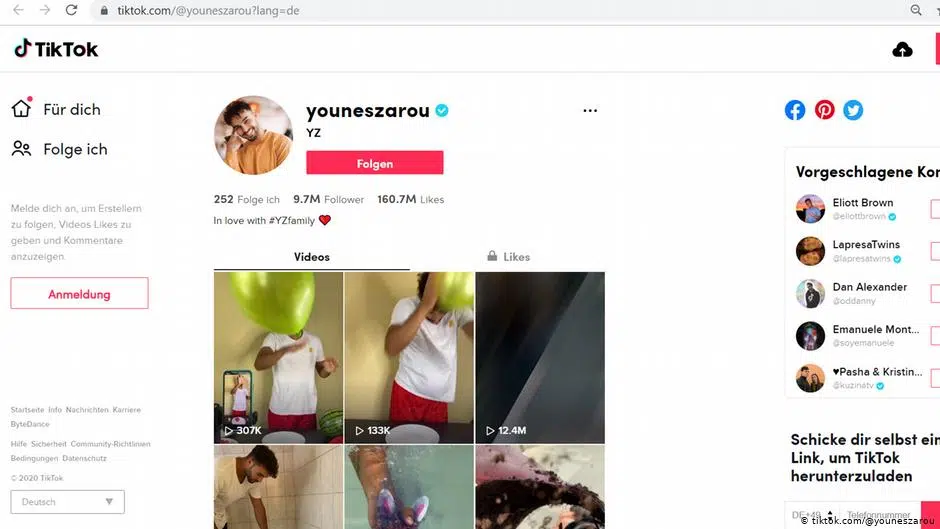 tiktok.com/@youneszarou?lang=de
TikTok
Für dich
Folge ich
Melde dich an, um Erstellern
zu folgen, Videos Likes zu
geben und Kommentare
anzuzeigen.
Anmeldung
Startseite Info Nachrichten Karriere
ByteDance
Hilfe Sicherheit Community-Richtlinien
Bedingungen Datenschutz
© 2020 TikTok
Deutsch
youneszarou
YZ
Folgen
252 Folge ich 9.7M Follower 160.7M Likes
In love with #YZfamily ❤️
Videos
Likes
307K
133K
12.4M
Vorgeschlagene Kon
Eliott Brown
@eliottbrown
LapresaTwins
@lapresatwins
Dan Alexander
@oddanny
Emanuele Mont...
@soyemanuele
♥Pasha & Kristin...
@kuzinatv
Schicke dir selbst ein
Link, um TikTok
herunterzuladen
DE+49 Telefonnummer
© tiktok.com/@youneszarou